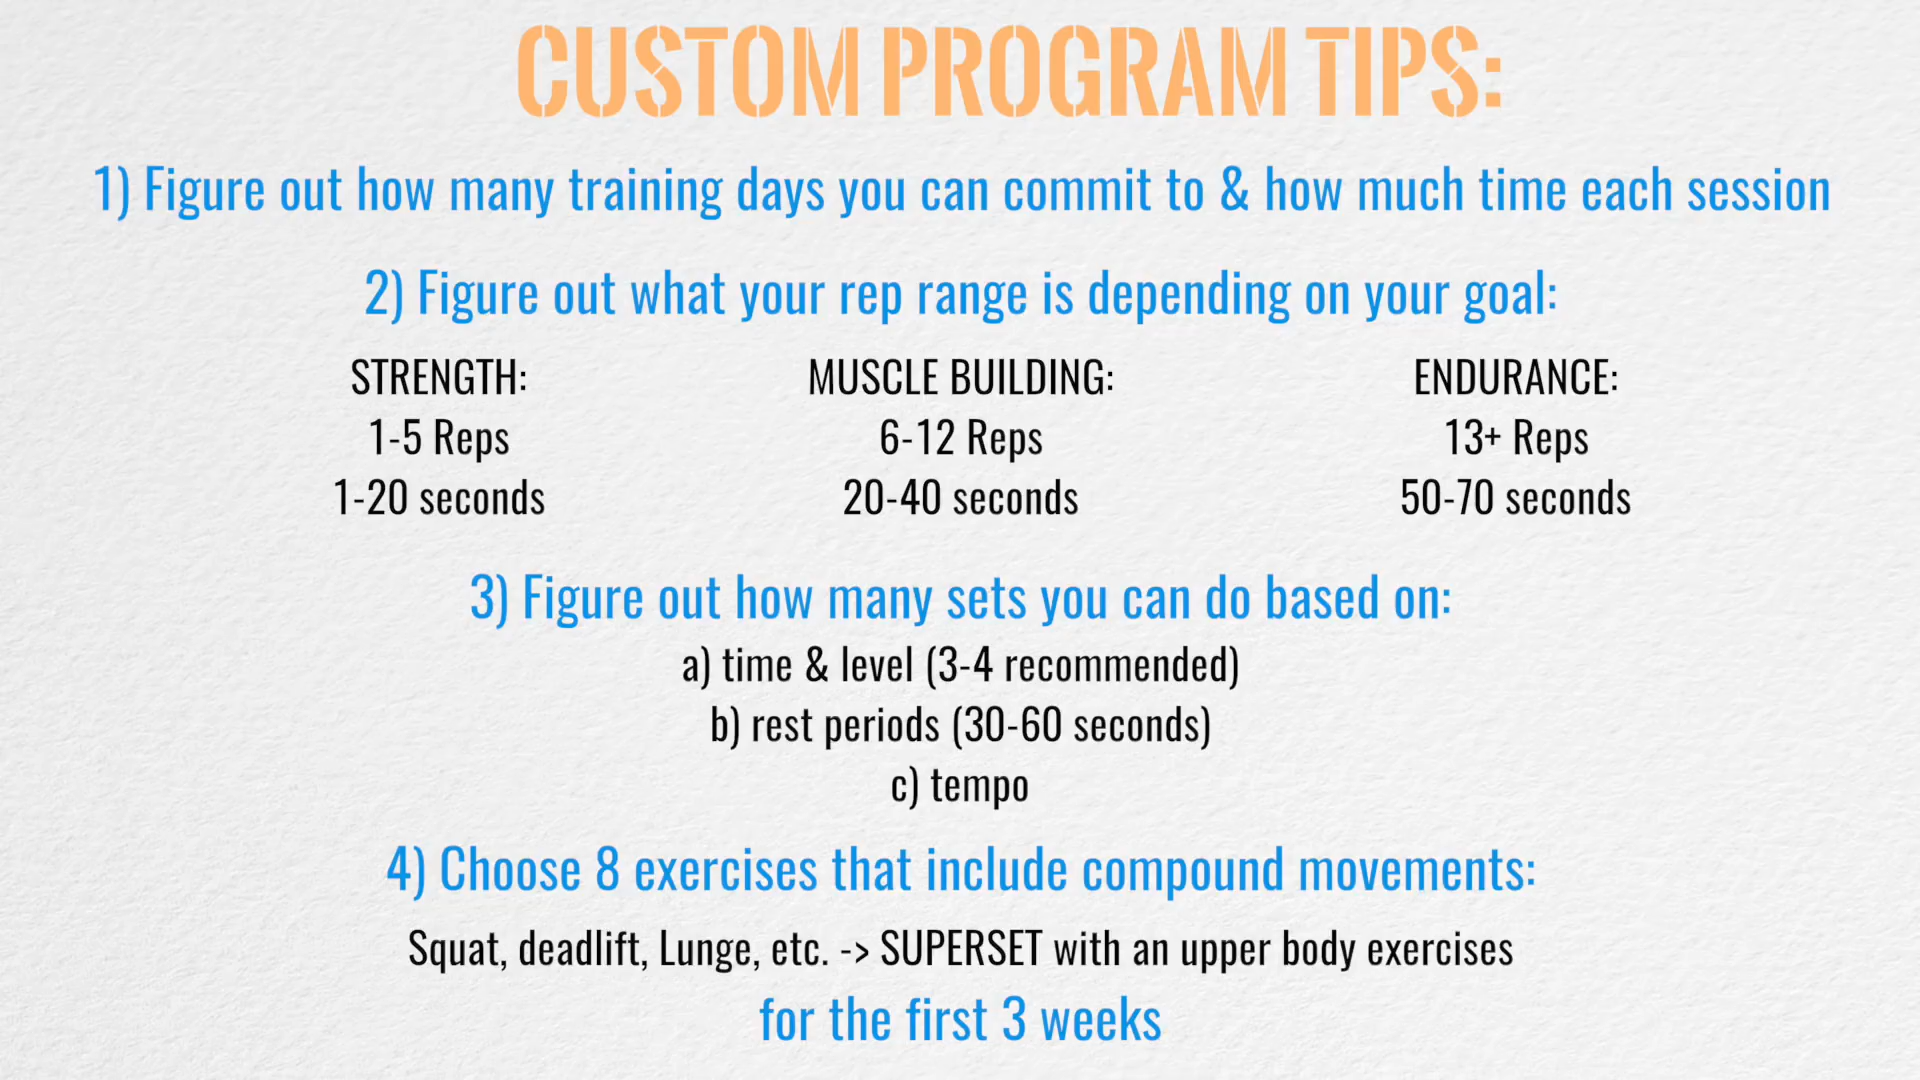 CUSTOM PROGRAM TIPS:
1) Figure out how many training days you can commit to & how much time each session
2) Figure out what your rep range is depending on your goal:
STRENGTH:
1-5 Reps
1-20 seconds
MUSCLE BUILDING:
6-12 Reps
20-40 seconds
ENDURANCE:
13+ Reps
50-70 seconds
3) Figure out how many sets you can do based on:
a) time & level (3-4 recommended)
b) rest periods (30-60 seconds)
c) tempo
4) Choose 8 exercises that include compound movements:
Squat, deadlift, Lunge, etc. -> SUPERSET with an upper body exercises
for the first 3 weeks